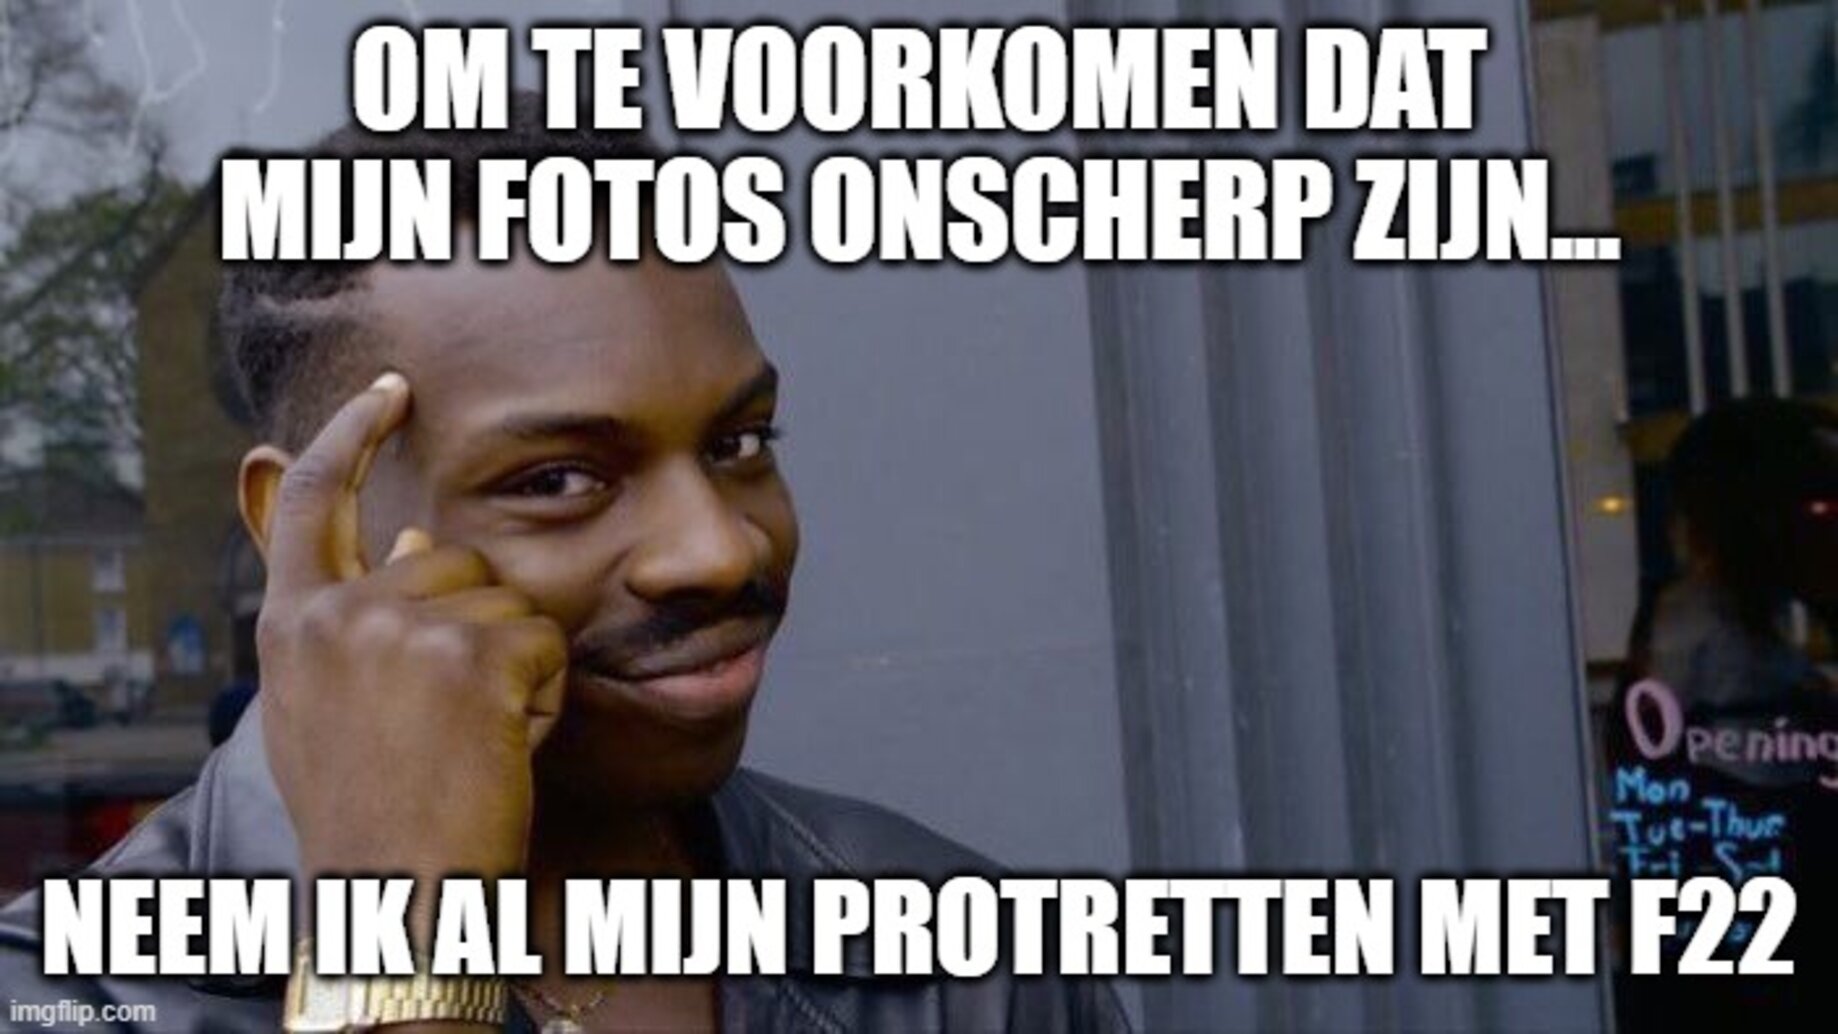 OM TE VOORKOMEN DAT
MIJN FOTOS ONSCHERP ZIJN...
Opening
Mon
Tue-Thur
Fri
NEEM IK AL MIJN PROTRETTEN MET F22
imgflip.com